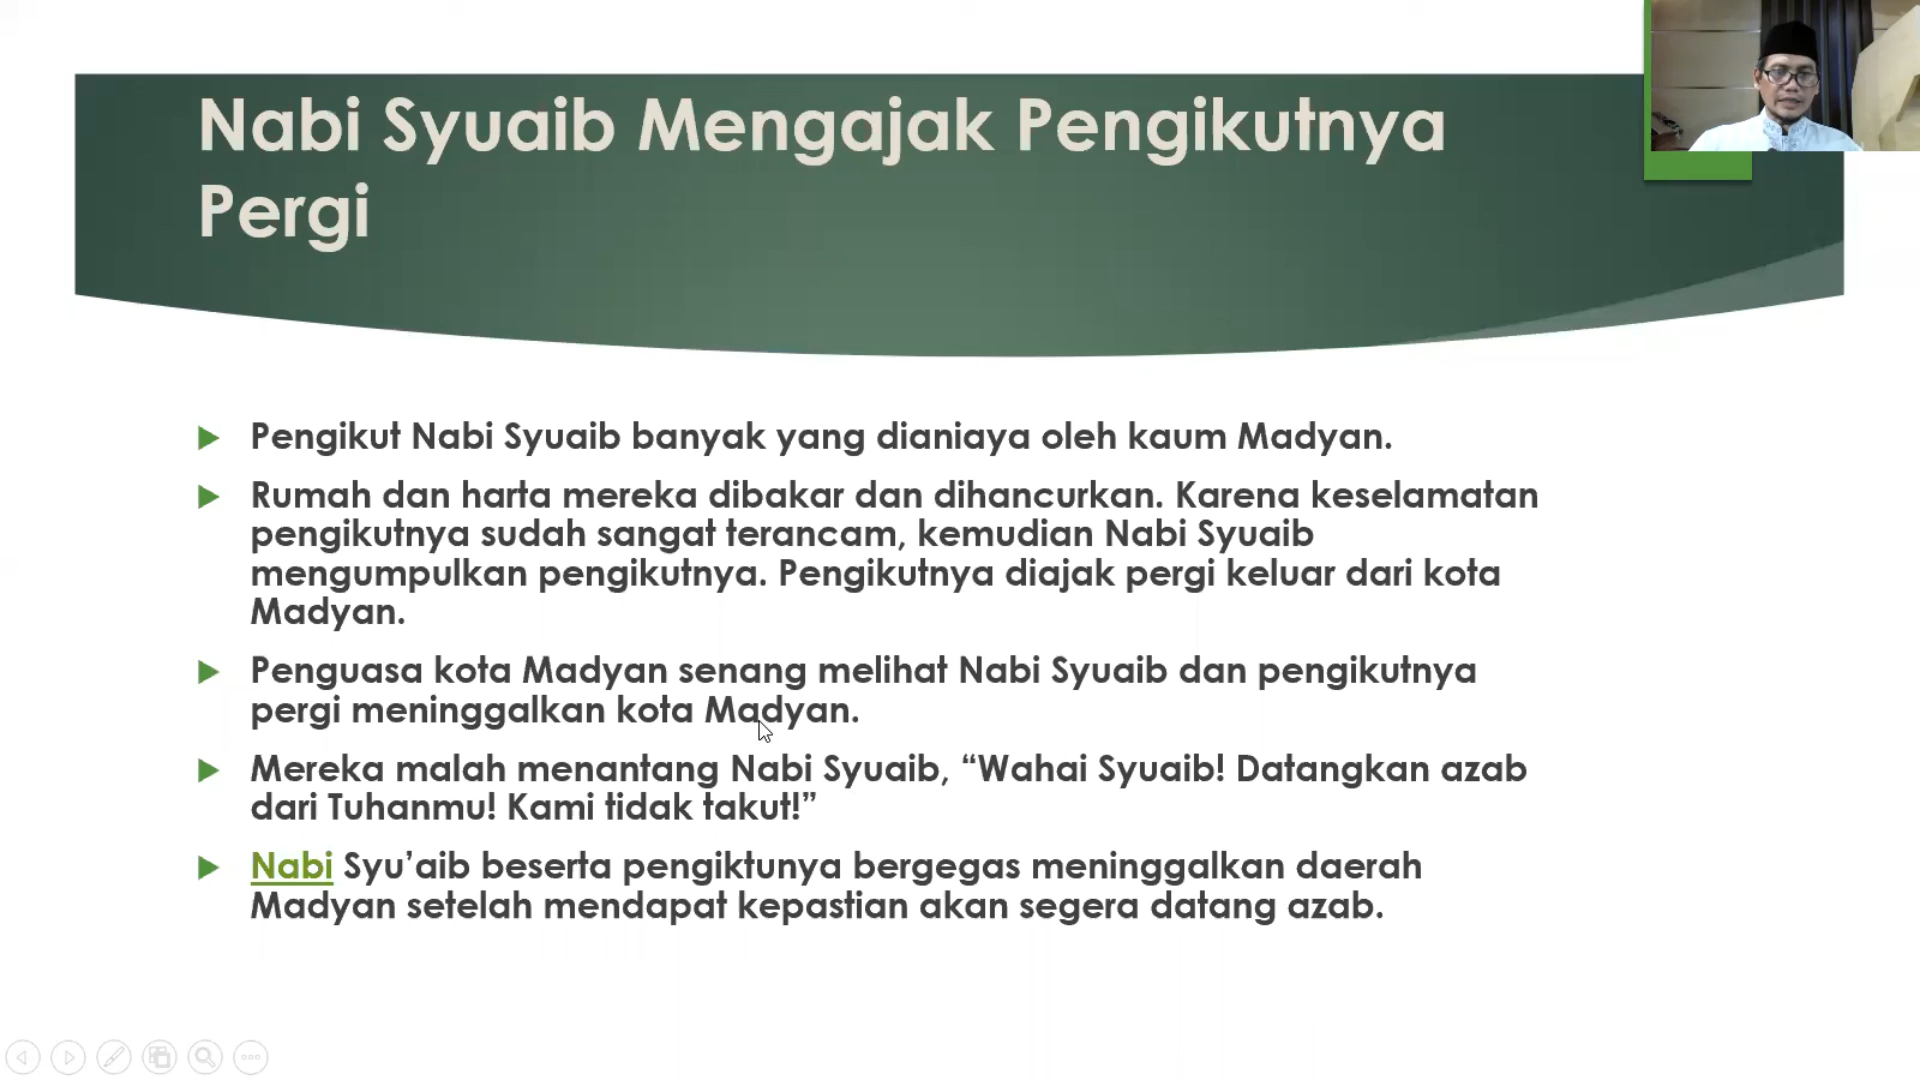 Nabi Syuaib Mengajak Pengikutnya
Pergi
Pengikut Nabi Syuaib banyak yang dianiaya oleh kaum Madyan.
Rumah dan harta mereka dibakar dan dihancurkan. Karena keselamatan
pengikutnya sudah sangat terancam, kemudian Nabi Syuaib
mengumpulkan pengikutnya. Pengikutnya diajak pergi keluar dari kota
Madyan.
Penguasa kota Madyan senang melihat Nabi Syuaib dan pengikutnya
pergi meninggalkan kota Madyan.
Mereka malah menantang Nabi Syuaib, “Wahai Syuaib! Datangkan azab
dari Tuhanmu! Kami tidak takut!”
Nabi Syu’aib beserta pengiktunya bergegas meninggalkan daerah
Madyan setelah mendapat kepastian akan segera datang azab.